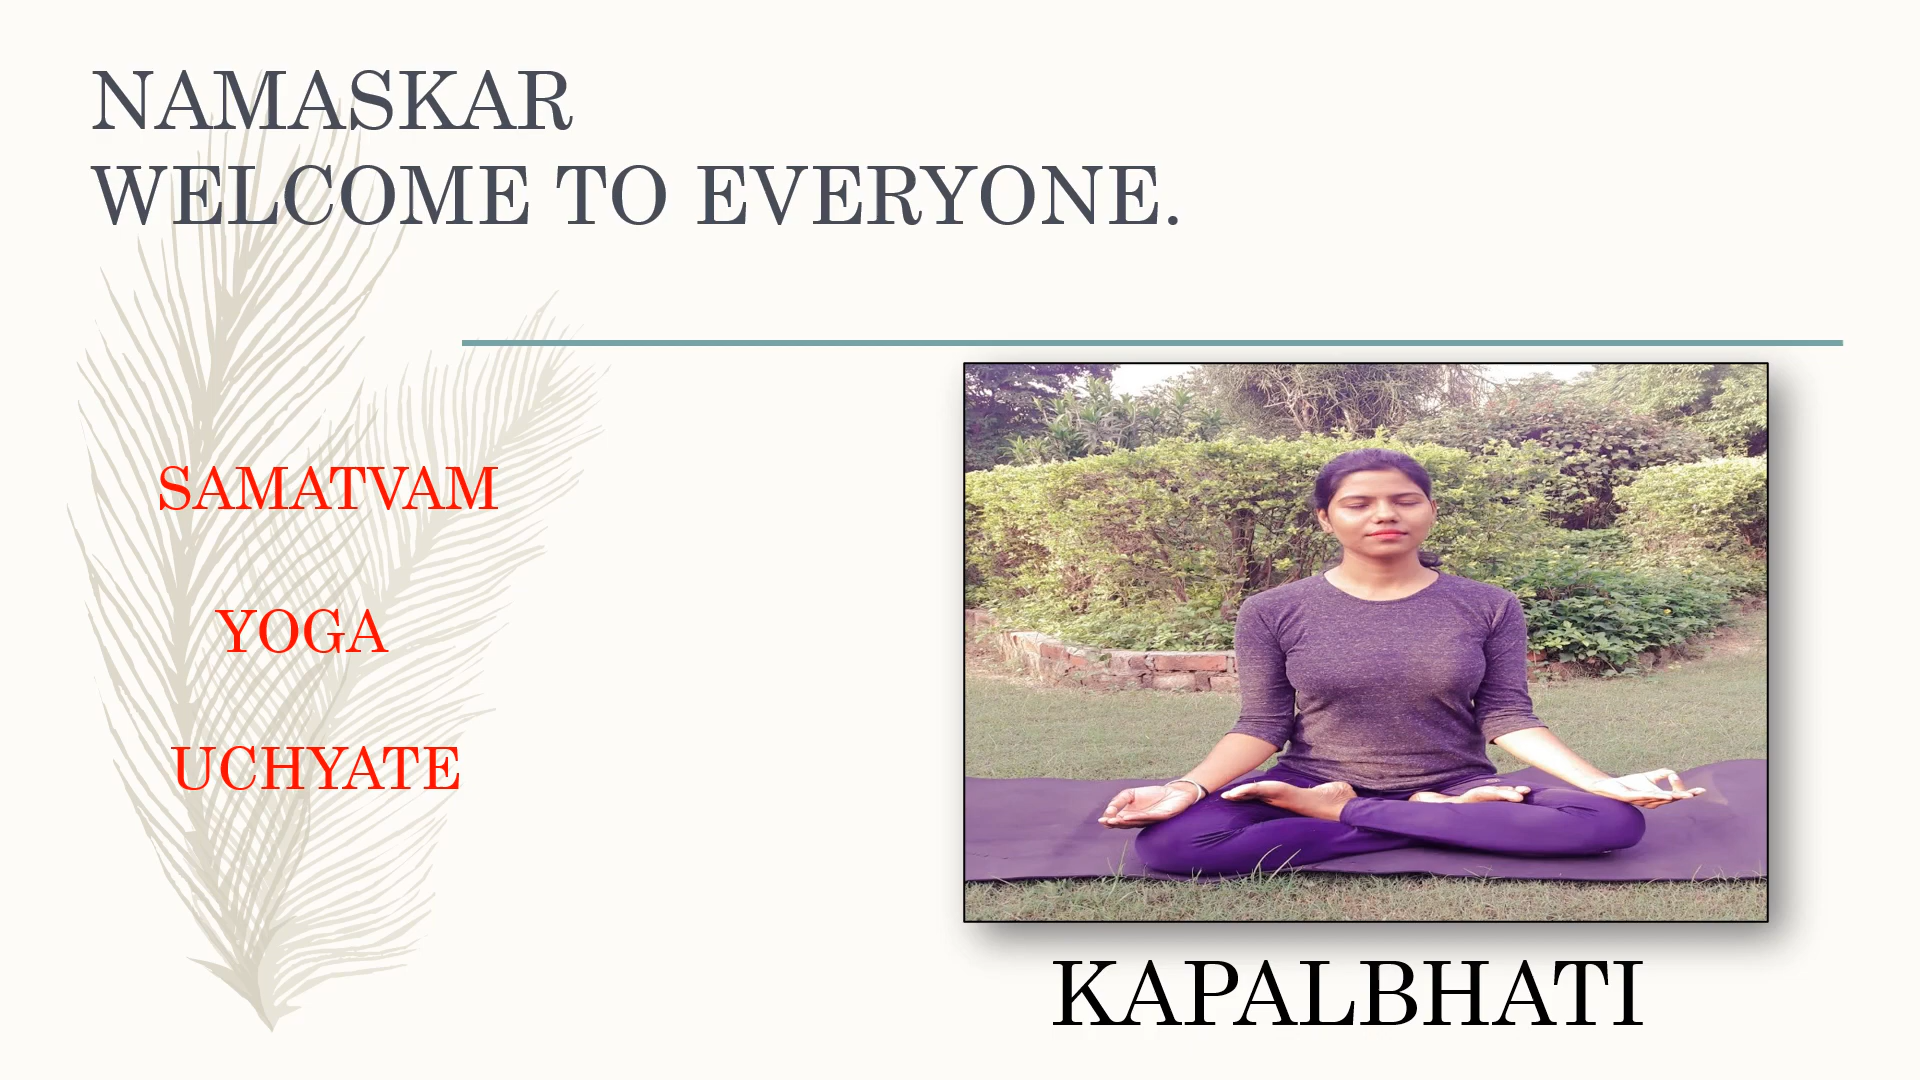 NAMASKAR
WELCOME TO EVERYONE.
SAMATVAM
YOGA
UCHYATE
KAPALBHATI